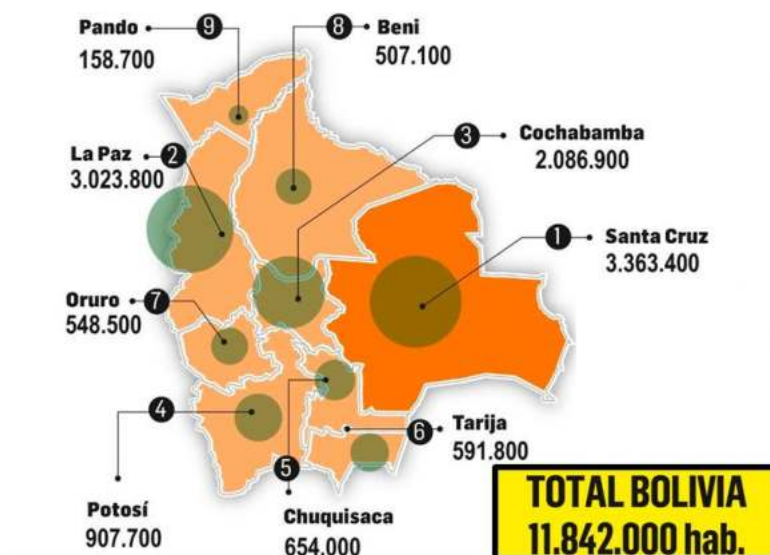 Pando
9
158.700
8
Beni
507.100
3
Cochabamba
2.086.900
La Paz
2
3.023.800
1
Santa Cruz
3.363.400
Oruro
7
548.500
4
Potosí
907.700
5
Chuquisaca
654.000
6
Tarija
591.800
TOTAL BOLIVIA
11.842.000 hab.